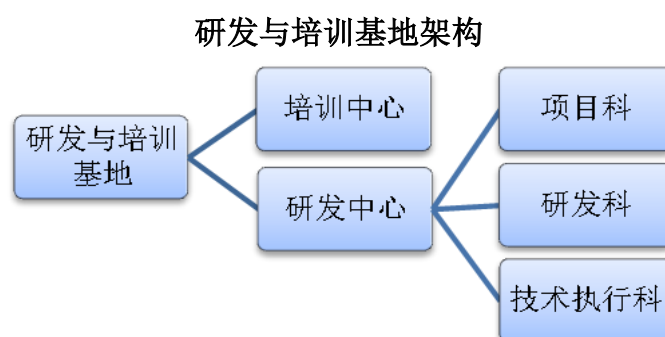 研发与培训基地架构
研发与培训
基地
培训中心
研发中心
项目科
研发科
技术执行科